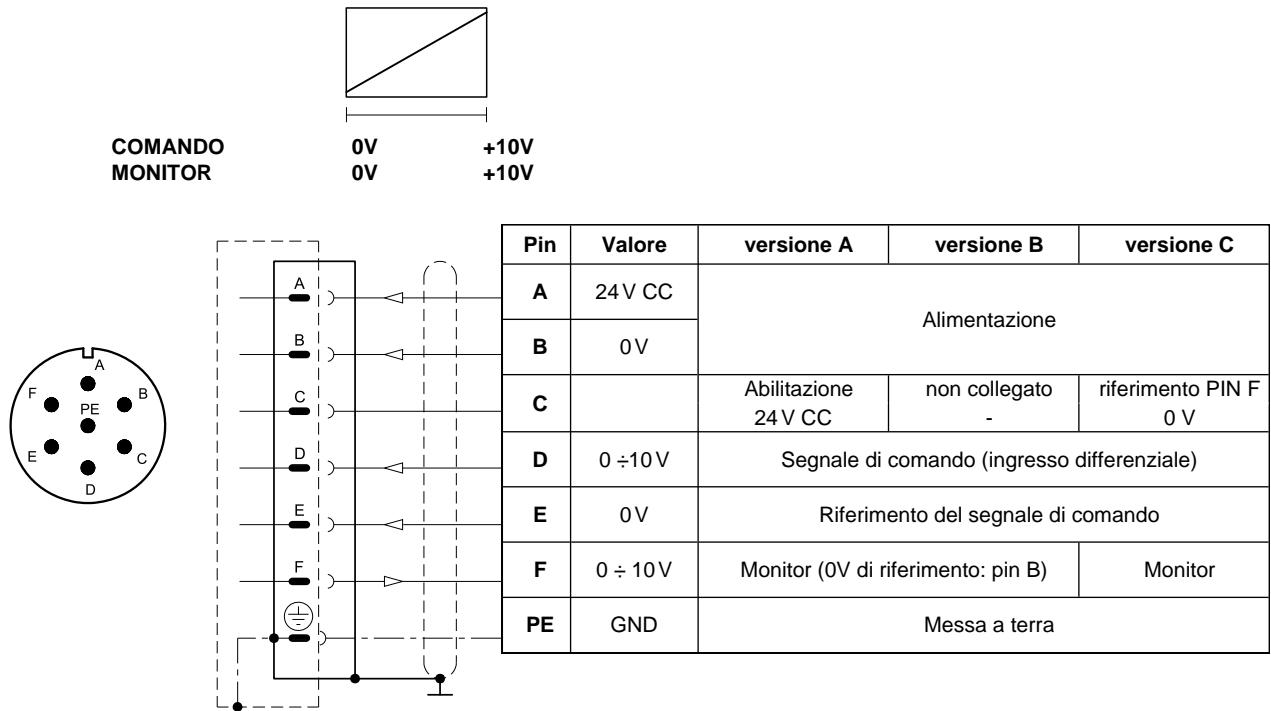 COMANDO 0V +10V
MONITOR 0V +10V
Pin Valore versione A versione B versione C
A 24 V CC Alimentazione
B 0 V
C Abilitazione 24 V CC non collegato - riferimento PIN F 0 V
D 0 ÷10 V Segnale di comando (ingresso differenziale)
E 0 V Riferimento del segnale di comando
F 0 ÷ 10 V Monitor (0V di riferimento: pin B) Monitor
PE GND Messa a terra
A
B
C
D
E
F
A
F B
PE
E C
D